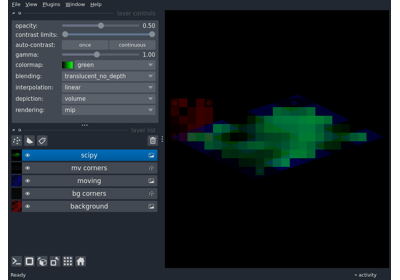 File View Plugins Window Help
layer controls
opacity: 0.50
contrast limits:
auto-contrast: once continuous
gamma: 1.00
colormap: green
blending: translucent_no_depth
interpolation: linear
depiction: volume
rendering: mip
layer list
scipy
mv corners
moving
bg corners
background
Ready activity